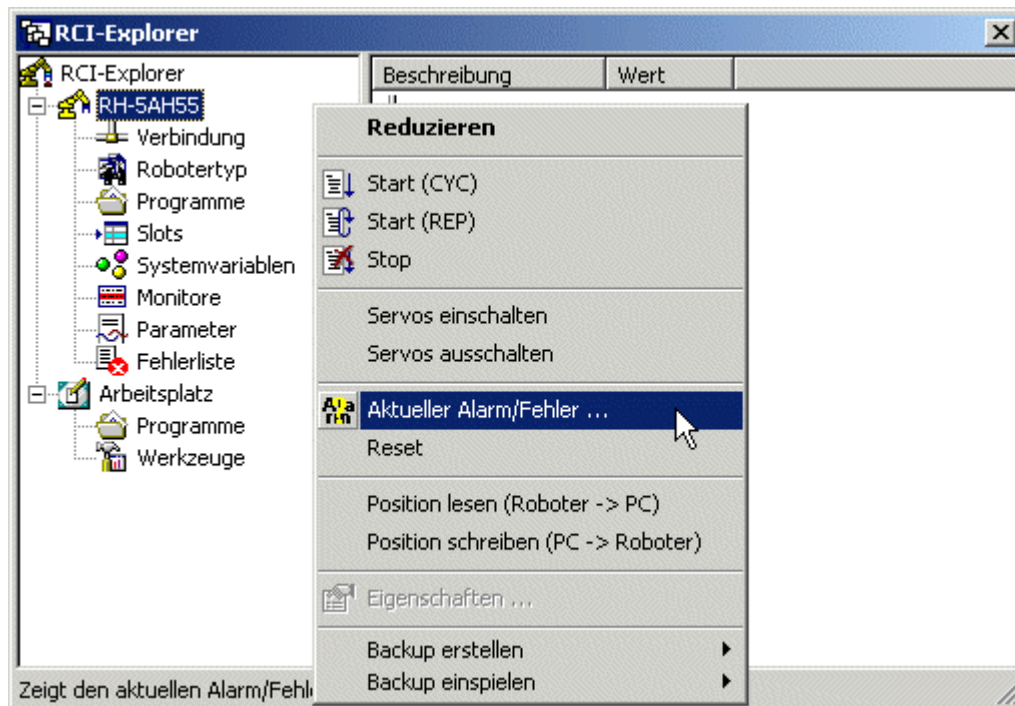 RCI-Explorer
RCI-Explorer
RH-5AH55
Verbindung
Robotertyp
Programme
Slots
Systemvariablen
Monitore
Parameter
Fehlerliste
Arbeitsplatz
Programme
Werkzeuge
Beschreibung Wert
Reduzieren
Start (CYC)
Start (REP)
Stop
Servos einschalten
Servos ausschalten
Aktueller Alarm/Fehler ...
Reset
Position lesen (Roboter -> PC)
Position schreiben (PC -> Roboter)
Eigenschaften ...
Backup erstellen
Backup einspielen
Zeigt den aktuellen Alarm/Fehl